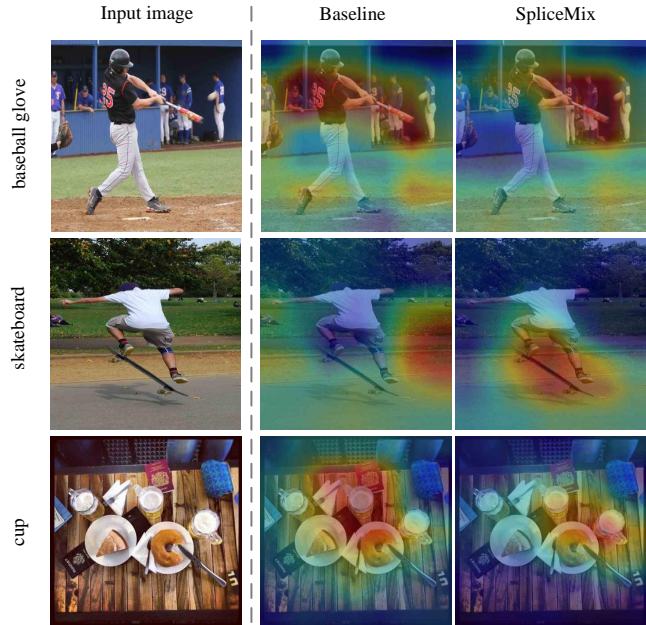 Input image
Baseline
SpliceMix
baseball glove
skateboard
cup